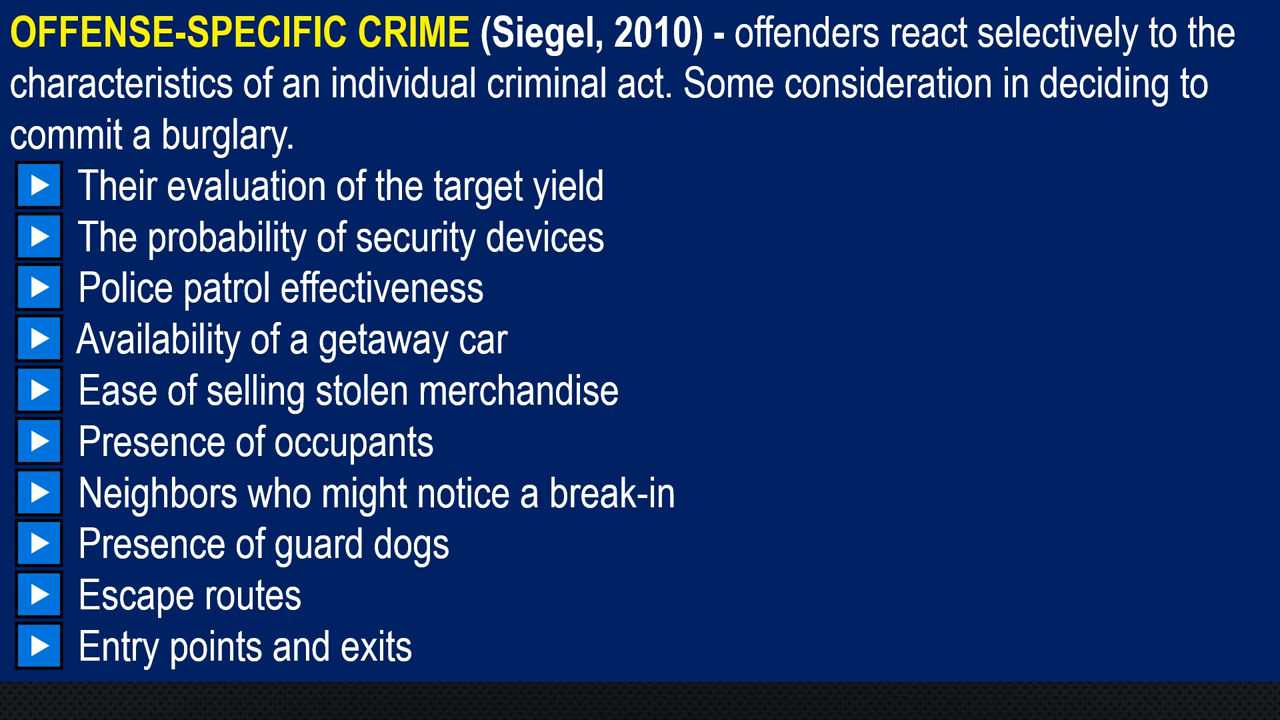 OFFENSE-SPECIFIC CRIME (Siegel, 2010) - offenders react selectively to the
characteristics of an individual criminal act. Some consideration in deciding to
commit a burglary.
Their evaluation of the target yield
The probability of security devices
Police patrol effectiveness
Availability of a getaway car
Ease of selling stolen merchandise
Presence of occupants
Neighbors who might notice a break-in
Presence of guard dogs
Escape routes
Entry points and exits